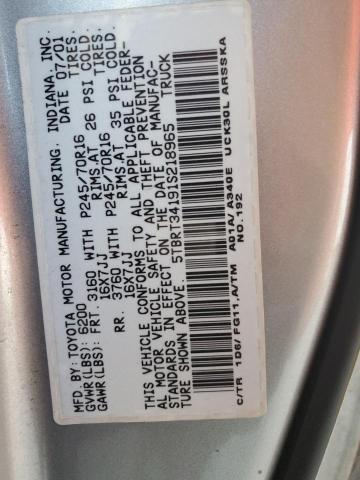 MFD.BY:TOYOTA MOTOR MANUFACTURING. INDIANA, INC.
GVWR(LBS): 6200 DATE 07/01
GAWR(LBS): FRT. 3160 WITH P245/70R16 TIRES.
16X7JJ RIMS.AT 26 PSI COLD.
RR. 3760 WITH P245/70R16 TIRES.
16X7JJ RIMS.AT 35 PSI COLD.
THIS VEHICLE CONFORMS TO ALL APPLICABLE FEDER-
AL MOTOR VEHICLE SAFETY AND THEFT PREVENTION
STANDARDS IN EFFECT ON THE DATE OF MANUFAC-
TURE SHOWN ABOVE.
5TBRT34191S218965 TRUCK
C/TR 1D6/ FG11,A/TM A01A/ A340E UCK30L ARSSKA
NO.192